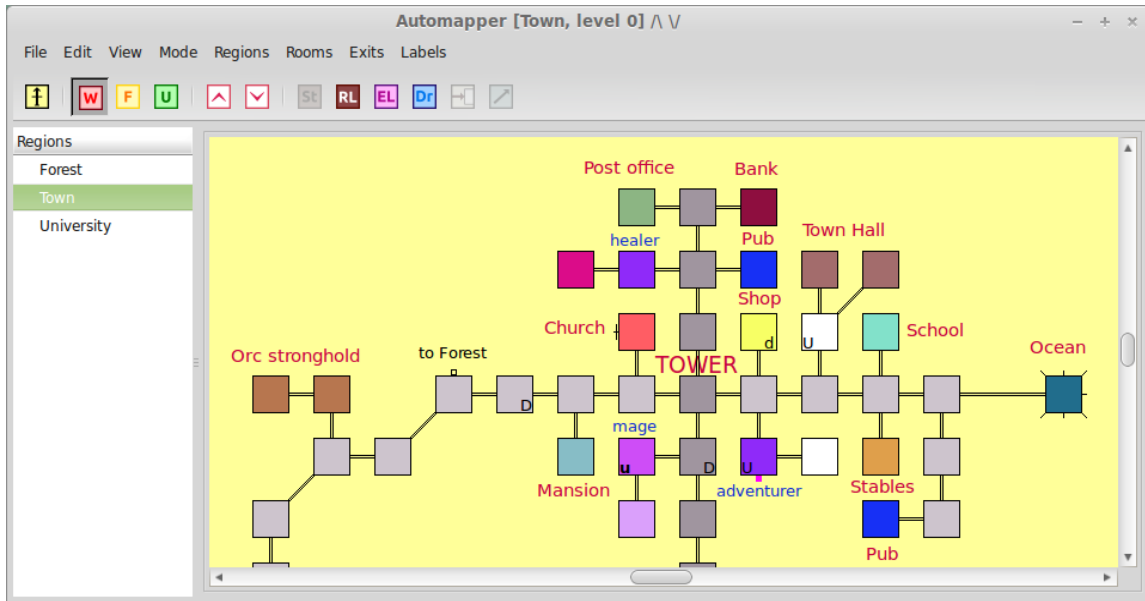 Automapper [Town, level 0] /\ \/
File Edit View Mode Regions Rooms Exits Labels
W F U St RL EL Dr
Regions
Forest
Town
University
Post office Bank
healer Pub Town Hall
Shop
Church d U School
TOWER
Orc stronghold to Forest Ocean
D
mage
u D U
Mansion adventurer Stables
Pub